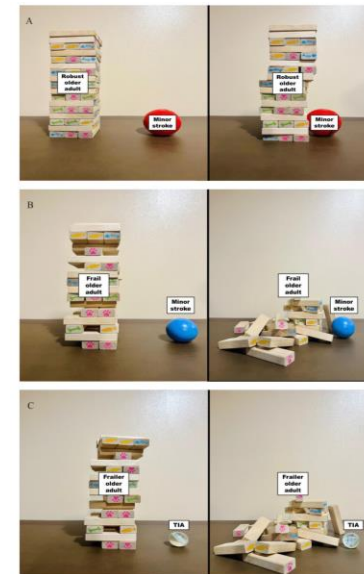 A
Robust
older
adult
Minor
stroke
Robust
older
adult
Minor
stroke
B
Frail
older
adult
Minor
stroke
Frail
older
adult
Minor
stroke
C
Frailer
older
adult
TIA
Frailer
older
adult
TIA